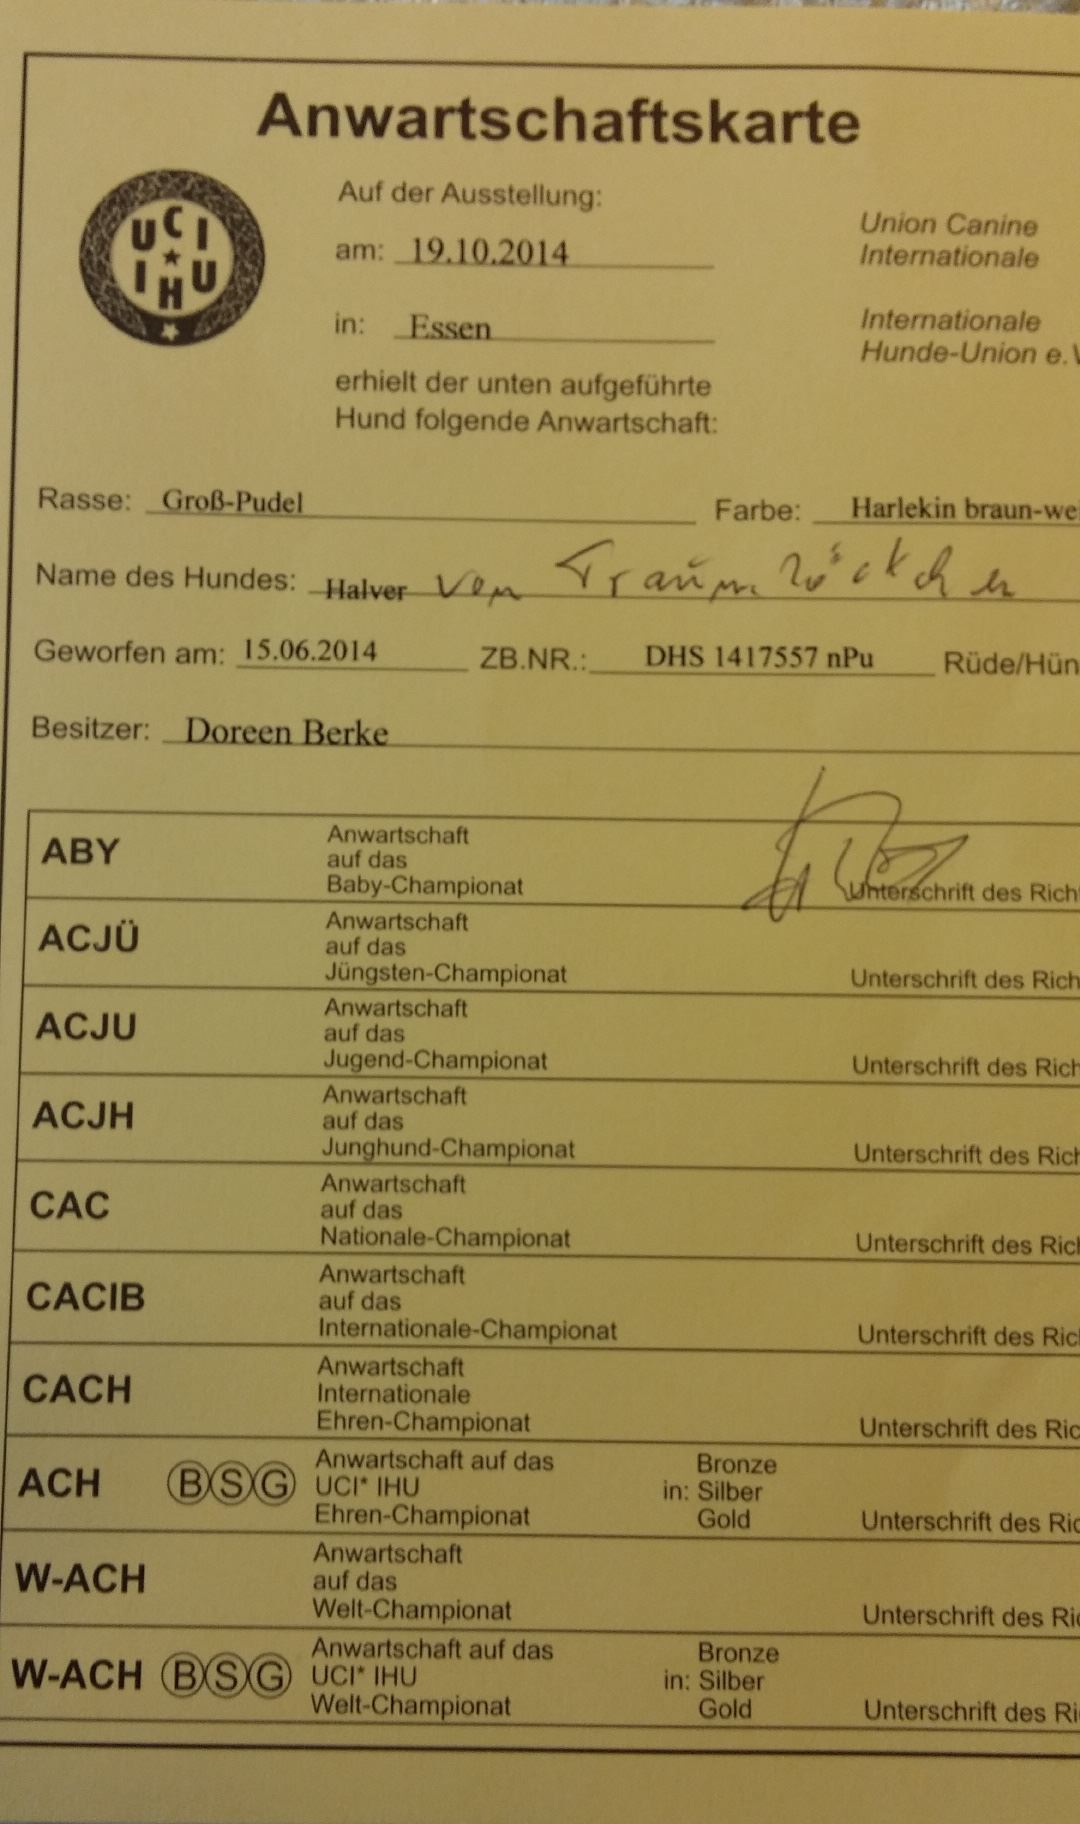 Anwartschaftskarte
UCI
IHU
Auf der Ausstellung:
am: 19.10.2014
in: Essen
Union Canine
Internationale
Internationale
Hunde-Union e.V
erhielt der unten aufgeführte
Hund folgende Anwartschaft:
Rasse: Groß-Pudel Farbe: Harlekin braun-we
Name des Hundes: Halver vom
Geworfen am: 15.06.2014 ZB.NR.: DHS 1417557 nPu Rüde/Hün
Besitzer: Doreen Berke
ABY Anwartschaft
auf das
Baby-Championat Unterschrift des Rich
ACJÜ Anwartschaft
auf das
Jüngsten-Championat Unterschrift des Rich
ACJU Anwartschaft
auf das
Jugend-Championat Unterschrift des Rich
ACJH Anwartschaft
auf das
Junghund-Championat Unterschrift des Rich
CAC Anwartschaft
auf das
Nationale-Championat Unterschrift des Rich
CACIB Anwartschaft
auf das
Internationale-Championat Unterschrift des Rich
CACH Anwartschaft
Internationale
Ehren-Championat Unterschrift des Ric
ACH B S G Anwartschaft auf das Bronze
UCI* IHU in: Silber
Ehren-Championat Gold Unterschrift des Ric
W-ACH Anwartschaft
auf das
Welt-Championat Unterschrift des Ric
W-ACH B S G Anwartschaft auf das Bronze
UCI* IHU in: Silber
Welt-Championat Gold Unterschrift des Ri